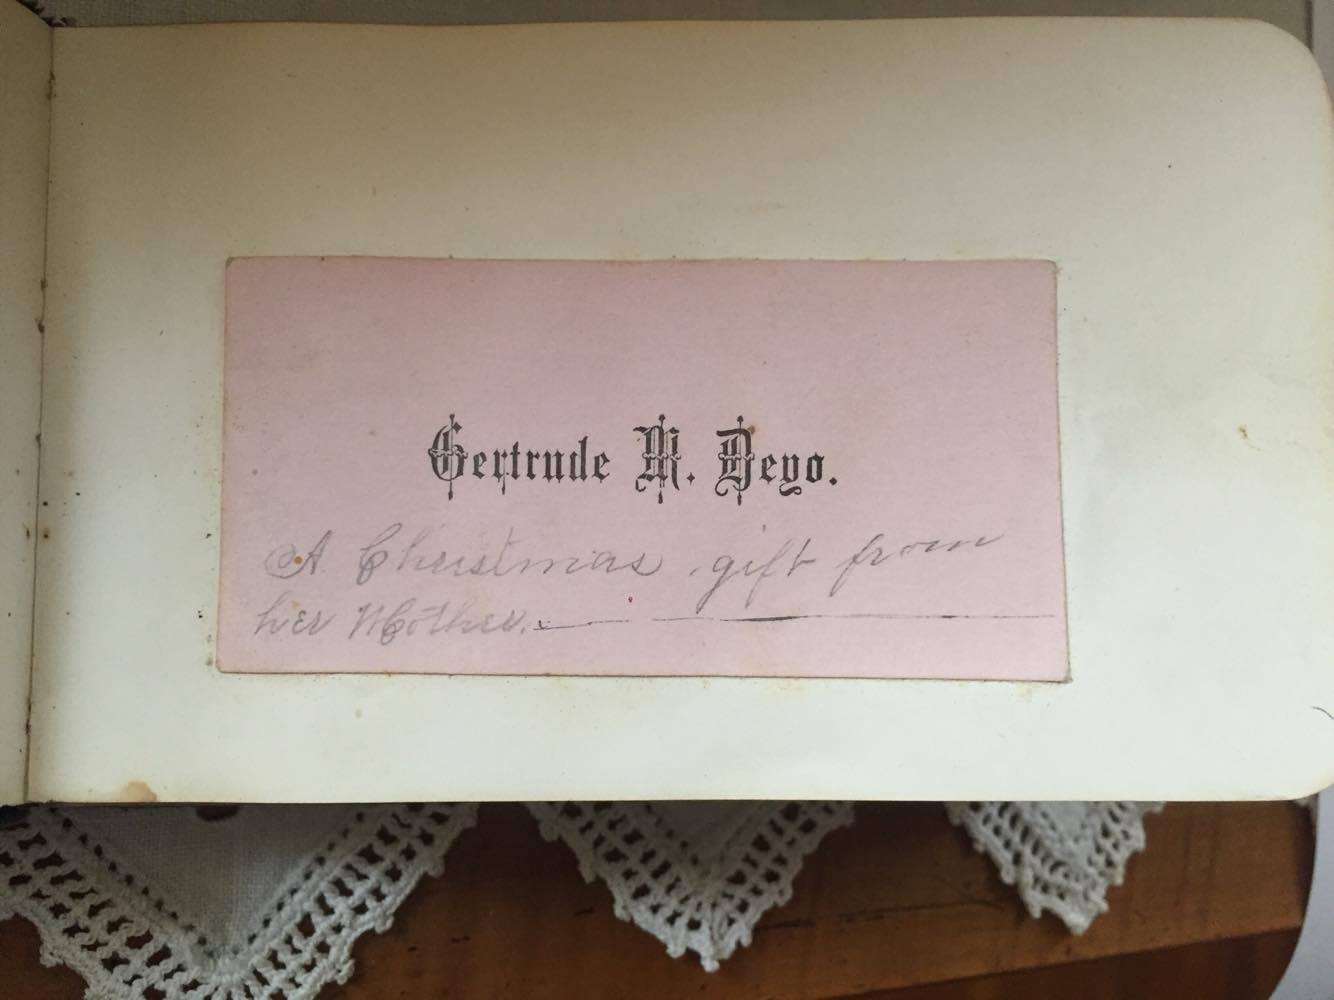 Gertrude M. Deyo.
A Christmas gift from
her Mother.